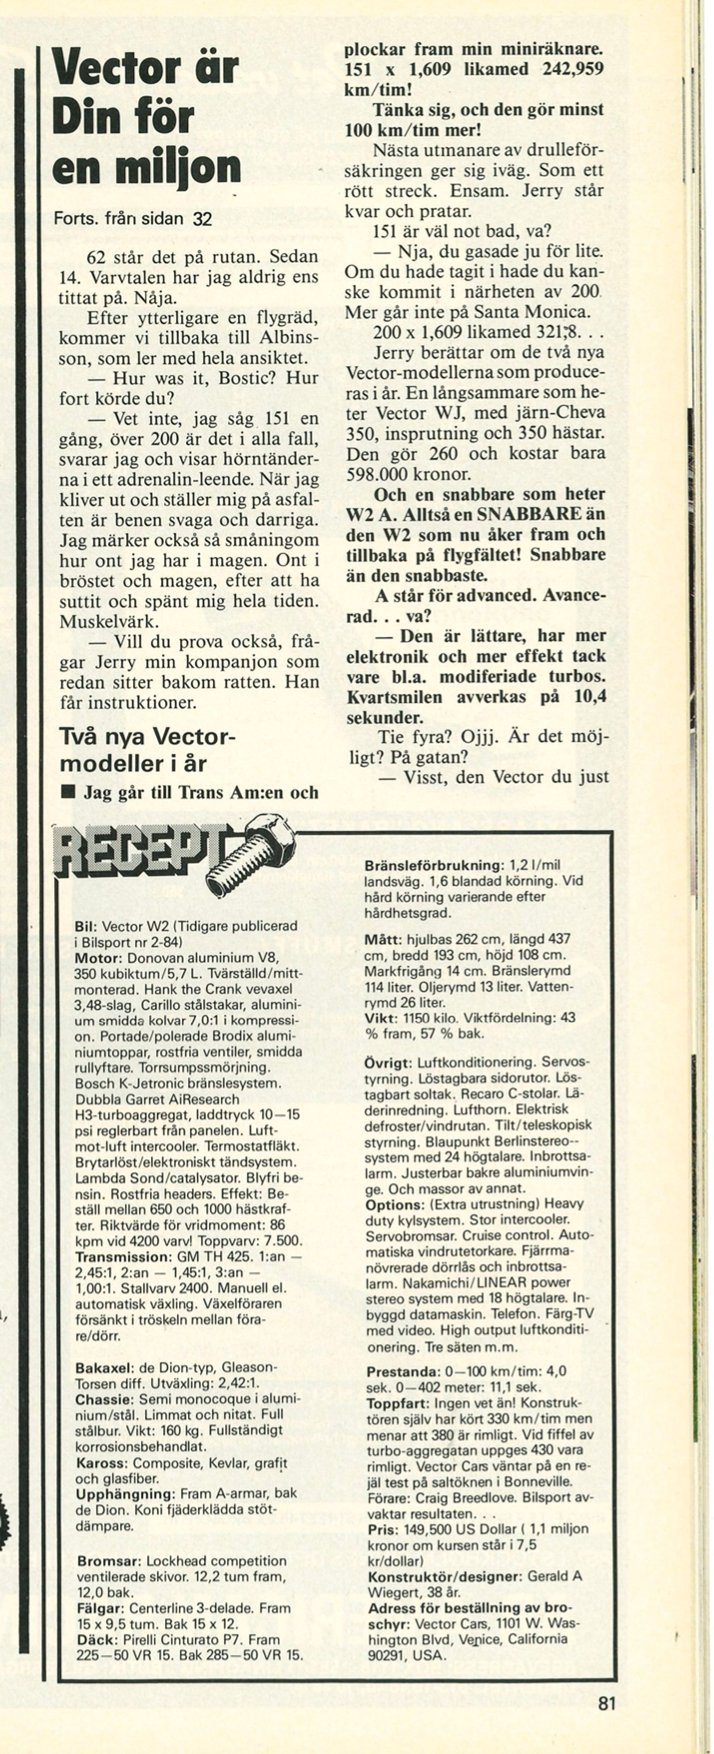 Vector är
Din för
en miljon
Forts. från sidan 32
62 står det på rutan. Sedan
14. Varvtalen har jag aldrig ens
tittat på. Nåja.
Efter ytterligare en flygräd,
kommer vi tillbaka till Albins-
son, som ler med hela ansiktet.
— Hur was it, Bostic? Hur
fort körde du?
— Vet inte, jag såg 151 en
gång, över 200 är det i alla fall,
svarar jag och visar hörntänder-
na i ett adrenalin-leende. När jag
kliver ut och ställer mig på asfal-
ten är benen svaga och darriga.
Jag märker också så småningom
hur ont jag har i magen. Ont i
bröstet och magen, efter att ha
suttit och spänt mig hela tiden.
Muskelvärk.
— Vill du prova också, frå-
gar Jerry min kompanjon som
redan sitter bakom ratten. Han
får instruktioner.
Två nya Vector-
modeller i år
■ Jag går till Trans Am:en och
plockar fram min miniräknare.
151 x 1,609 likamed 242,959
km/tim!
Tänka sig, och den gör minst
100 km/tim mer!
Nästa utmanare av drulleför-
säkringen ger sig iväg. Som ett
rött streck. Ensam. Jerry står
kvar och pratar.
151 är väl not bad, va?
— Nja, du gasade ju för lite.
Om du hade tagit i hade du kan-
ske kommit i närheten av 200.
Mer går inte på Santa Monica.
200 x 1,609 likamed 321,8. . .
Jerry berättar om de två nya
Vector-modellerna som produce-
ras i år. En långsammare som he-
ter Vector WJ, med järn-Cheva
350, insprutning och 350 hästar.
Den gör 260 och kostar bara
598.000 kronor.
Och en snabbare som heter
W2 A. Alltså en SNABBARE än
den W2 som nu åker fram och
tillbaka på flygfältet! Snabbare
än den snabbaste.
A står för advanced. Avance-
rad. . . va?
— Den är lättare, har mer
elektronik och mer effekt tack
vare bl.a. modiferiade turbos.
Kvartsmilen avverkas på 10,4
sekunder.
Tie fyra? Ojjj. Är det möj-
ligt? På gatan?
— Visst, den Vector du just
RECEPT
Bil: Vector W2 (Tidigare publicerad
i Bilsport nr 2-84)
Motor: Donovan aluminium V8,
350 kubiktum/5,7 L. Tvärställd/mitt-
monterad. Hank the Crank vevaxel
3,48-slag, Carillo stålstakar, alumini-
um smidda kolvar 7,0:1 i kompressi-
on. Portade/polerade Brodix alumi-
niumtoppar, rostfria ventiler, smidda
rullyftare. Torrsumpssmörjning.
Bosch K-Jetronic bränslesystem.
Dubbla Garret AiResearch
H3-turboaggregat, laddtryck 10—15
psi reglerbart från panelen. Luft-
mot-luft intercooler. Termostatfläkt.
Brytarlöst/elektroniskt tändsystem.
Lambda Sond/catalysator. Blyfri be-
nsin. Rostfria headers. Effekt: Be-
ställ mellan 650 och 1000 hästkraf-
ter. Riktvärde för vridmoment: 86
kpm vid 4200 varv! Toppvarv: 7.500.
Transmission: GM TH 425. 1:an —
2,45:1, 2:an — 1,45:1, 3:an —
1,00:1. Stallvarv 2400. Manuell el.
automatisk växling. Växelföraren
försänkt i tröskeln mellan föra-
re/dörr.
Bakaxel: de Dion-typ, Gleason-
Torsen diff. Utväxling: 2,42:1.
Chassie: Semi monocoque i alumi-
nium/stål. Limmat och nitat. Full
stålbur. Vikt: 160 kg. Fullständigt
korrosionsbehandlat.
Kaross: Composite, Kevlar, grafit
och glasfiber.
Upphängning: Fram A-armar, bak
de Dion. Koni fjäderklädda stöt-
dämpare.
Bromsar: Lockhead competition
ventilerade skivor. 12,2 tum fram,
12,0 bak.
Fälgar: Centerline 3-delade. Fram
15 x 9,5 tum. Bak 15 x 12.
Däck: Pirelli Cinturato P7. Fram
225—50 VR 15. Bak 285—50 VR 15.
Bränsleförbrukning: 1,2 l/mil
landsväg. 1,6 blandad körning. Vid
hård körning varierande efter
hårdhetsgrad.
Mått: hjulbas 262 cm, längd 437
cm, bredd 193 cm, höjd 108 cm.
Markfrigång 14 cm. Bränslerymd
114 liter. Oljerymd 13 liter. Vatten-
rymd 26 liter.
Vikt: 1150 kilo. Viktfördelning: 43
% fram, 57 % bak.
Övrigt: Luftkonditionering. Servos-
tyrning. Löstagbara sidorutor. Lös-
tagbart soltak. Recaro C-stolar. Lä-
derinredning. Lufthorn. Elektrisk
defroster/vindrutan. Tilt/teleskopisk
styrning. Blaupunkt Berlinstereo--
system med 24 högtalare. Inbrottsa-
larm. Justerbar bakre aluminiumvin-
ge. Och massor av annat.
Options: (Extra utrustning) Heavy
duty kylsystem. Stor intercooler.
Servobromsar. Cruise control. Auto-
matiska vindrutetorkare. Fjärrma-
növrerade dörrlås och inbrottsa-
larm. Nakamichi/LINEAR power
stereo system med 18 högtalare. In-
byggd datamaskin. Telefon. Färg-TV
med video. High output luftkonditi-
onering. Tre säten m.m.
Prestanda: 0—100 km/tim: 4,0
sek. 0—402 meter: 11,1 sek.
Toppfart: Ingen vet än! Konstruk-
tören själv har kört 330 km/tim men
menar att 380 är rimligt. Vid fiffel av
turbo-aggregatan uppges 430 vara
rimligt. Vector Cars väntar på en re-
jäl test på saltöknen i Bonneville.
Förare: Craig Breedlove. Bilsport av-
vaktar resultaten. . .
Pris: 149,500 US Dollar ( 1,1 miljon
kronor om kursen står i 7,5
kr/dollar)
Konstruktör/designer: Gerald A
Wiegert, 38 år.
Adress för beställning av bro-
schyr: Vector Cars, 1101 W. Was-
hington Blvd, Venice, California
90291, USA.
81